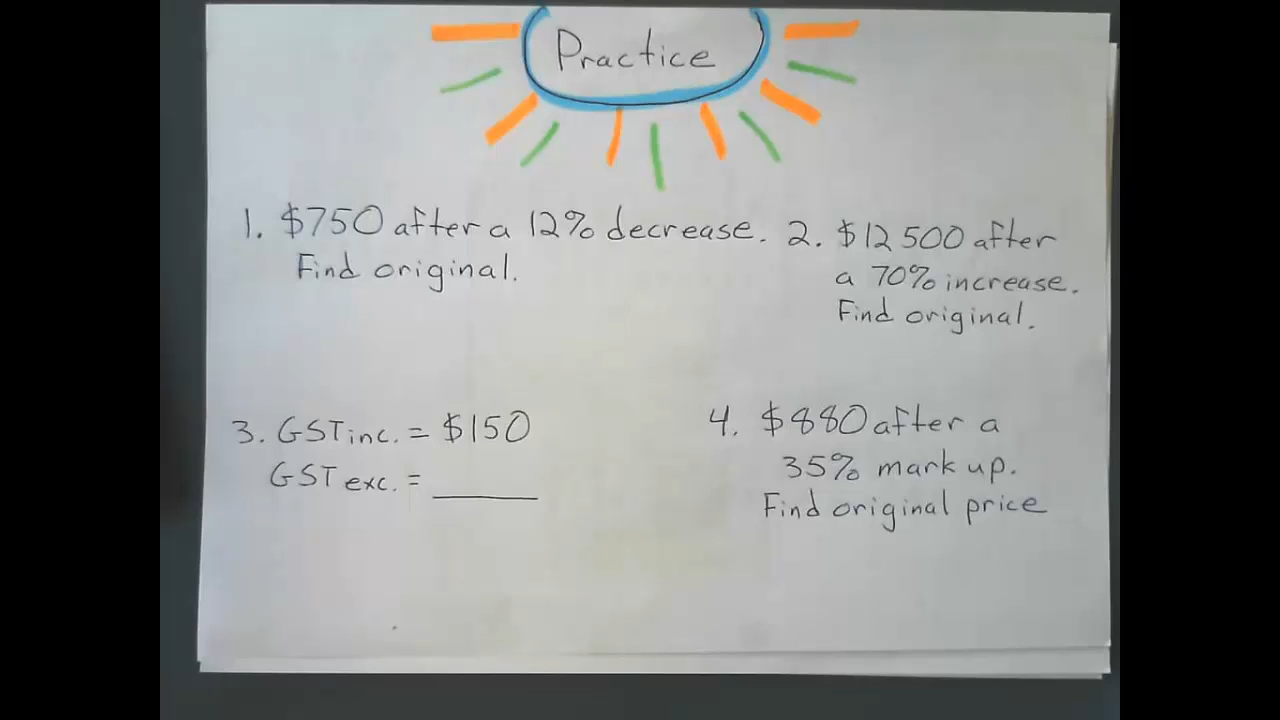 Practice
1. $750 after a 12% decrease.
Find original.
2. $12 500 after
a 70% increase.
Find original.
3. GST inc. = $150
GST exc. = ______
4. $880 after a
35% mark up.
Find original price